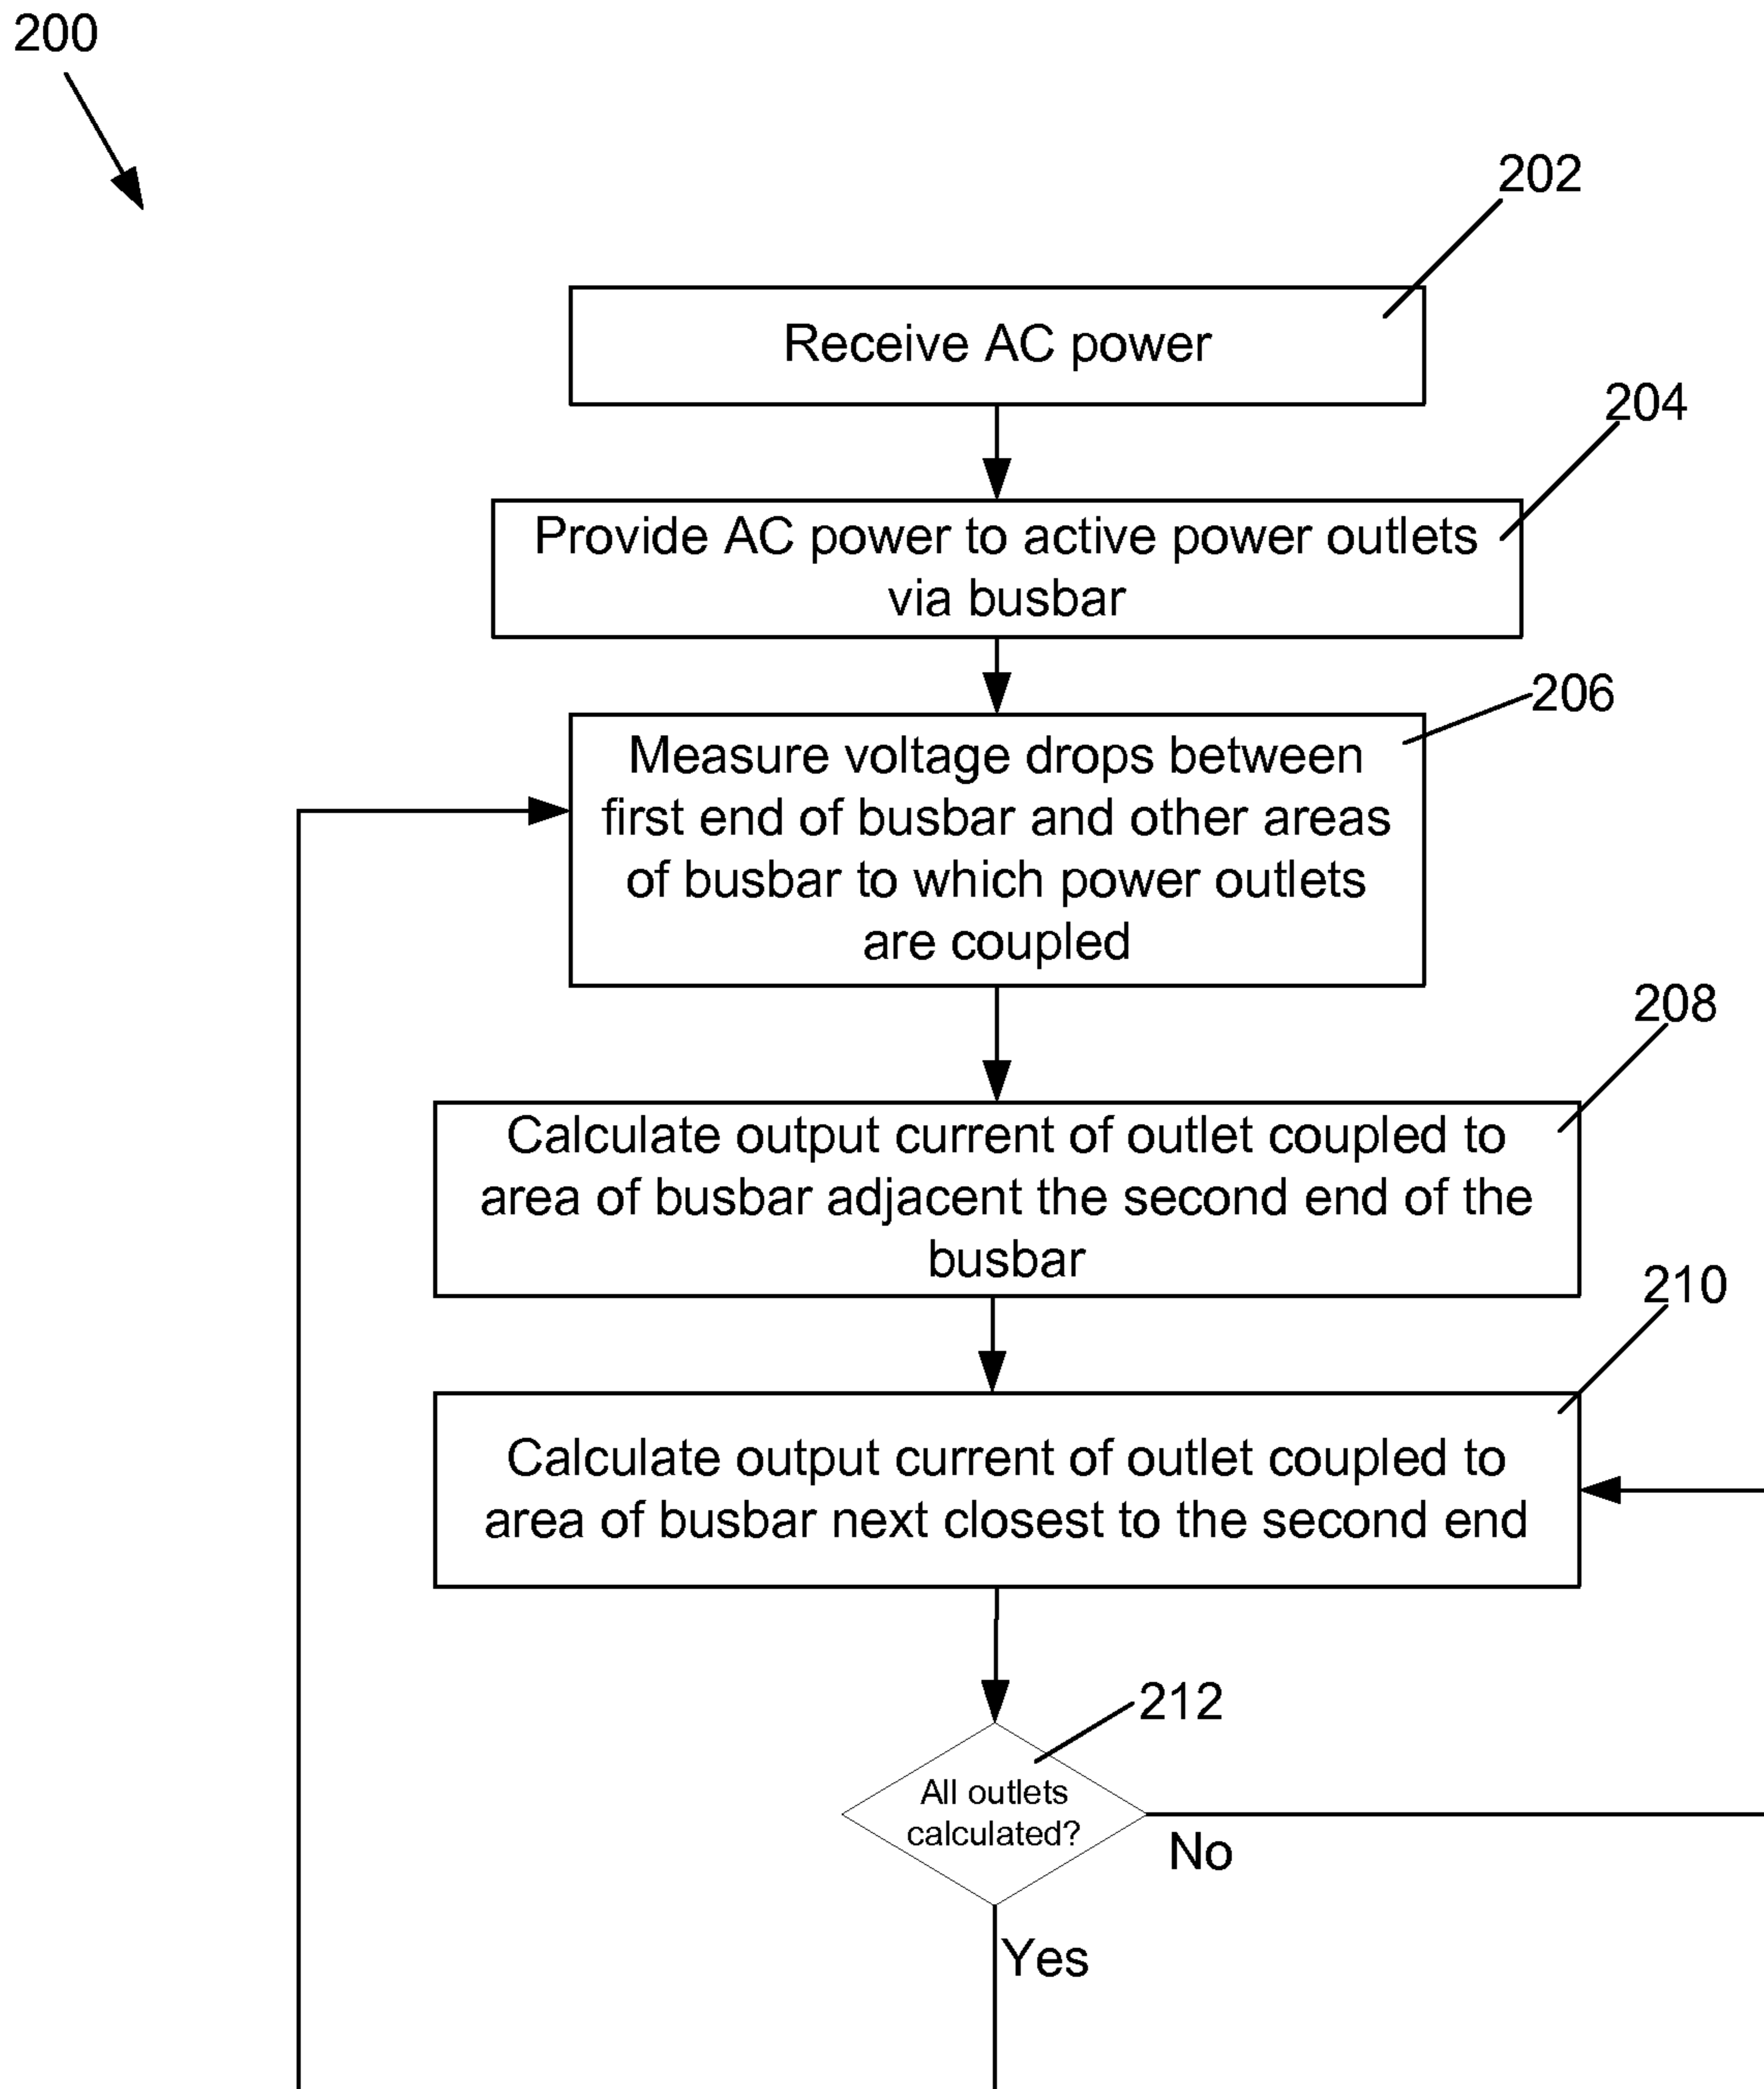 200
202
Receive AC power
204
Provide AC power to active power outlets
via busbar
206
Measure voltage drops between
first end of busbar and other areas
of busbar to which power outlets
are coupled
208
Calculate output current of outlet coupled to
area of busbar adjacent the second end of the
busbar
210
Calculate output current of outlet coupled to
area of busbar next closest to the second end
212
All outlets
calculated?
No
Yes